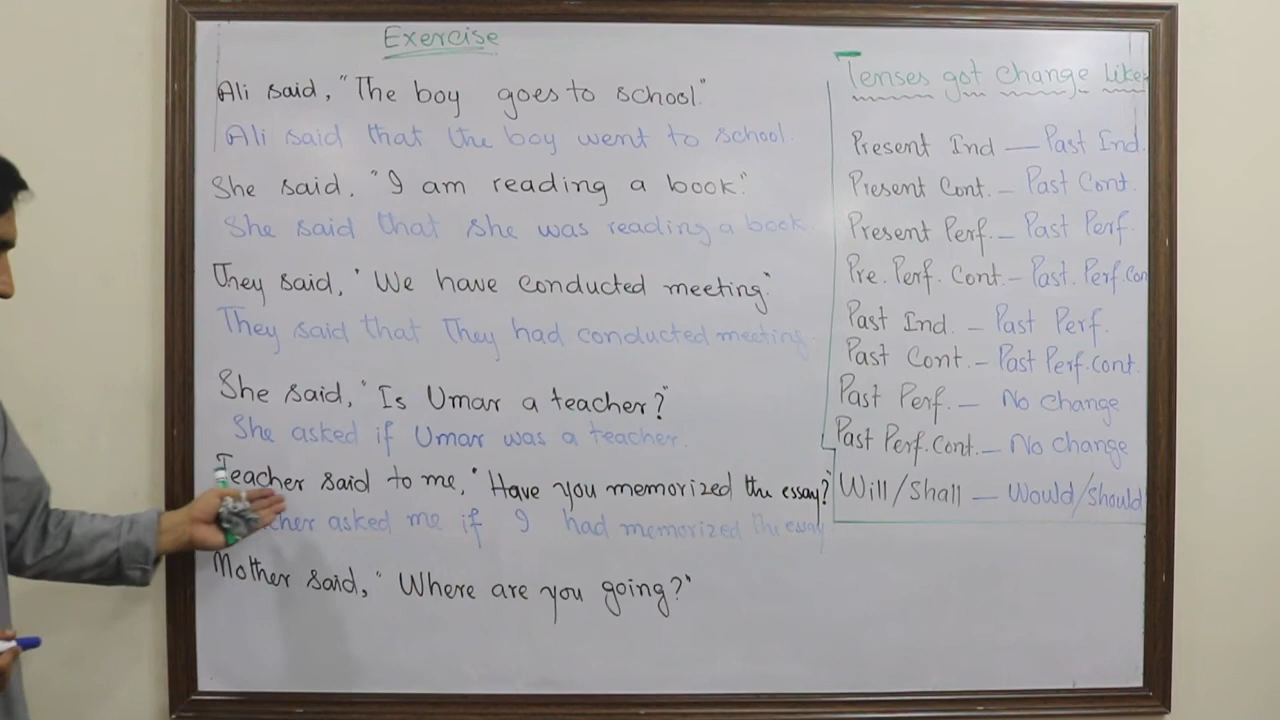 Exercise
Ali said, "The boy goes to school."
Ali said that the boy went to school.
She said, "I am reading a book."
She said that she was reading a book.
They said, "We have conducted meeting."
They said that They had conducted meeting.
She said, "Is Umar a teacher?"
She asked if Umar was a teacher.
Teacher said to me, "Have you memorized the essay?"
asked me if I had memorized The essay
Mother said, "Where are you going?"
Tenses got change Like
Present Ind — Past Ind.
Present Cont. – Past Cont.
Present Perf. – Past Perf.
Pre. Perf. Cont – Past. Perf. Con
Past Ind. – Past Perf.
Past Cont. – Past Perf. Cont.
Past Perf. – No change
Past Perf. Cont. – No change
Will/Shall – Would/Should